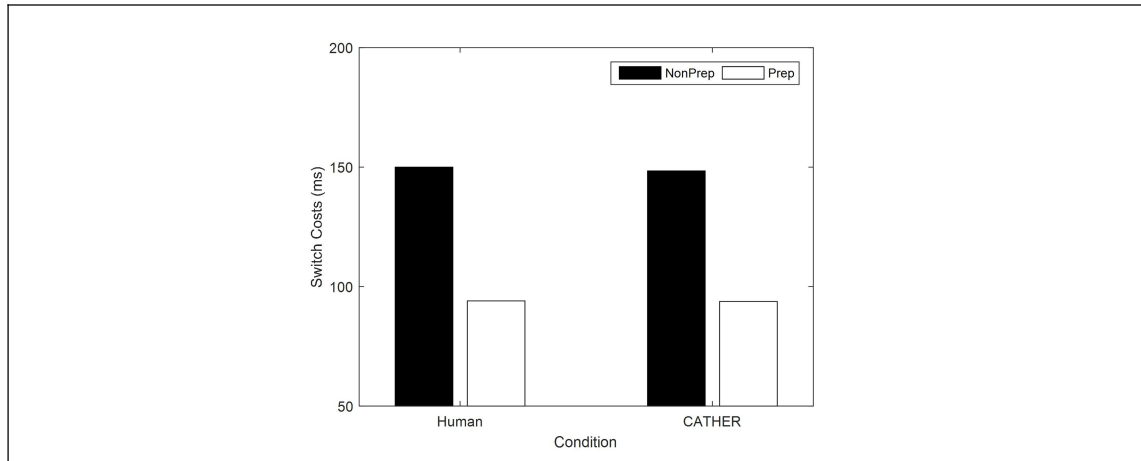 200
NonPrep Prep
150
Switch Costs (ms)
100
50
Human CATHER
Condition